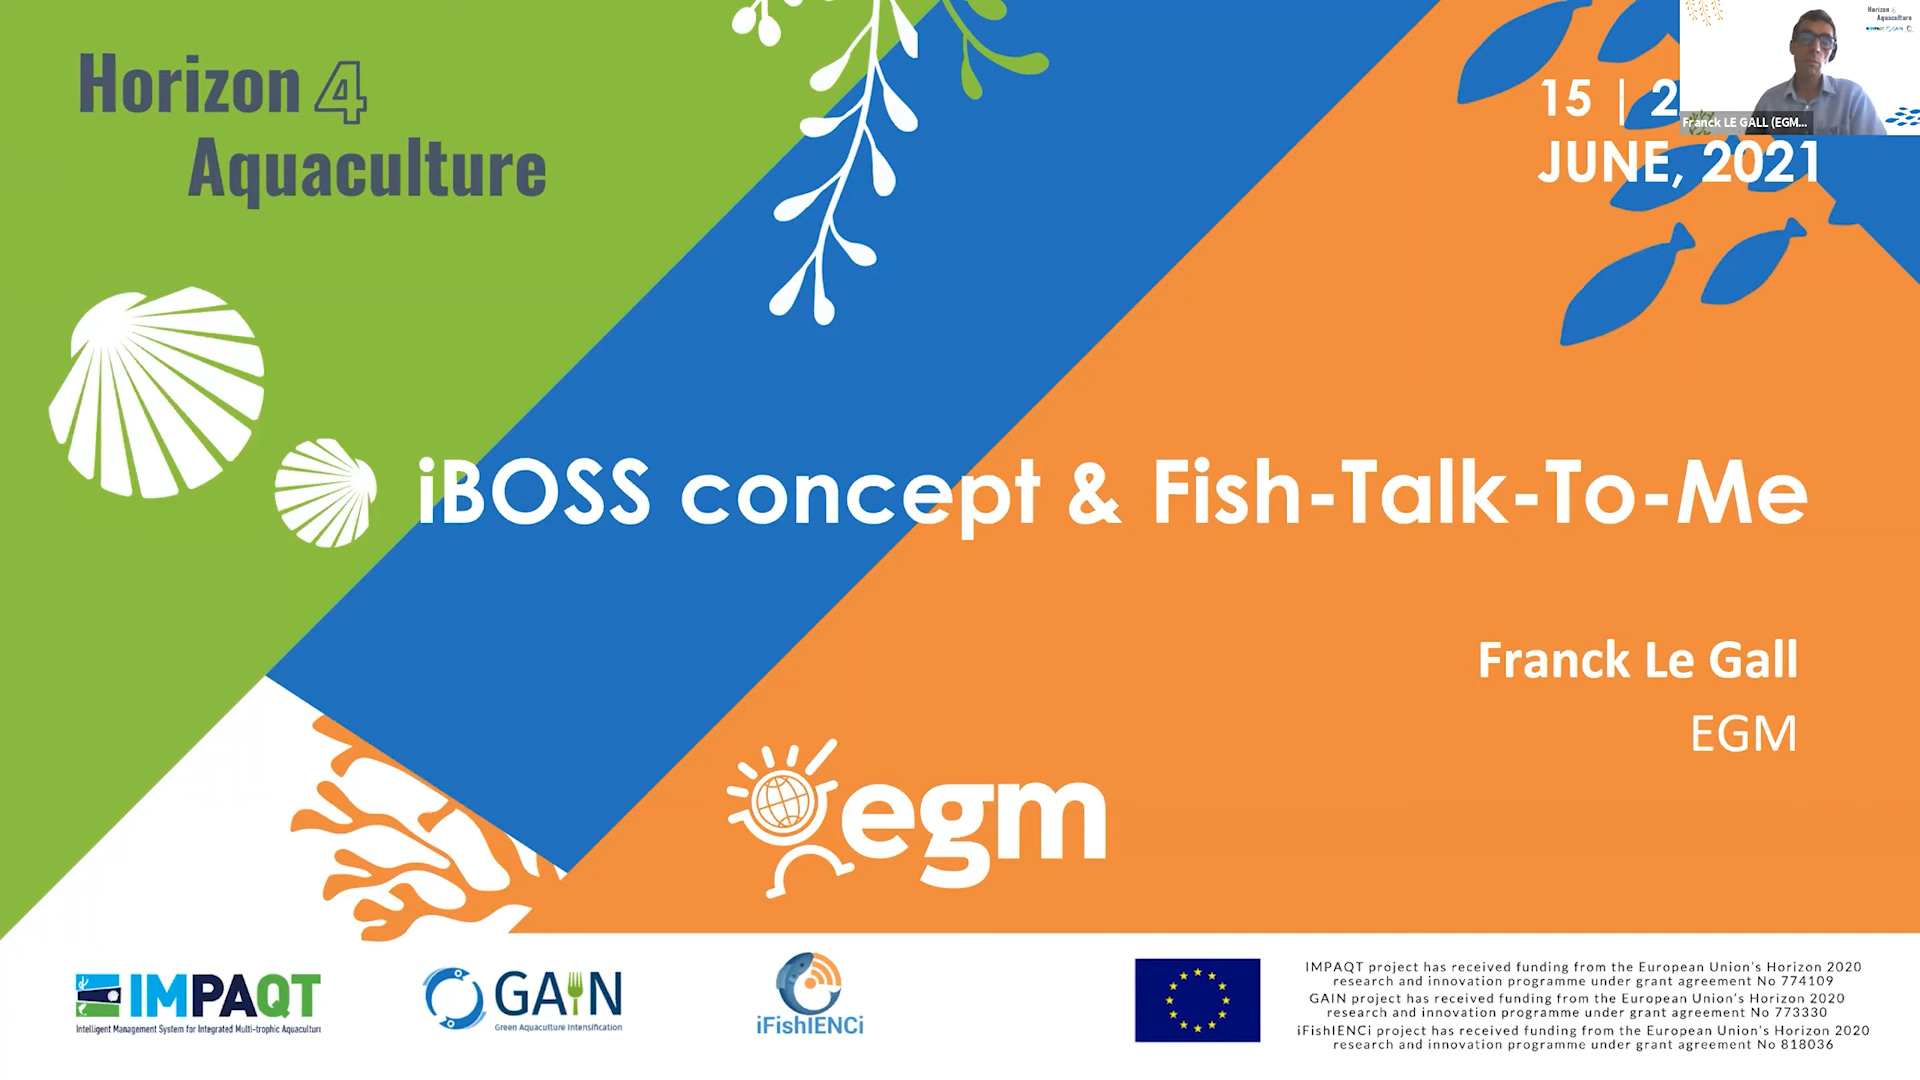 Horizon 4
Aquaculture
15 | 2
JUNE, 2021
Horizon 4
Aquaculture
Franck LE GALL (EGM...
iBOSS concept & Fish-Talk-To-Me
Franck Le Gall
EGM
egm
IMPAQT
Intelligent Management System for Integrated Multi-trophic Aquacultur
GAIN
Green Aquaculture Intensification
iFishIENCi
IMPAQT project has received funding from the European Union's Horizon 2020
research and innovation programme under grant agreement No 774109
GAIN project has received funding from the European Union's Horizon 2020
research and innovation programme under grant agreement No 773330
iFishIENCi project has received funding from the European Union's Horizon 2020
research and innovation programme under grant agreement No 818036